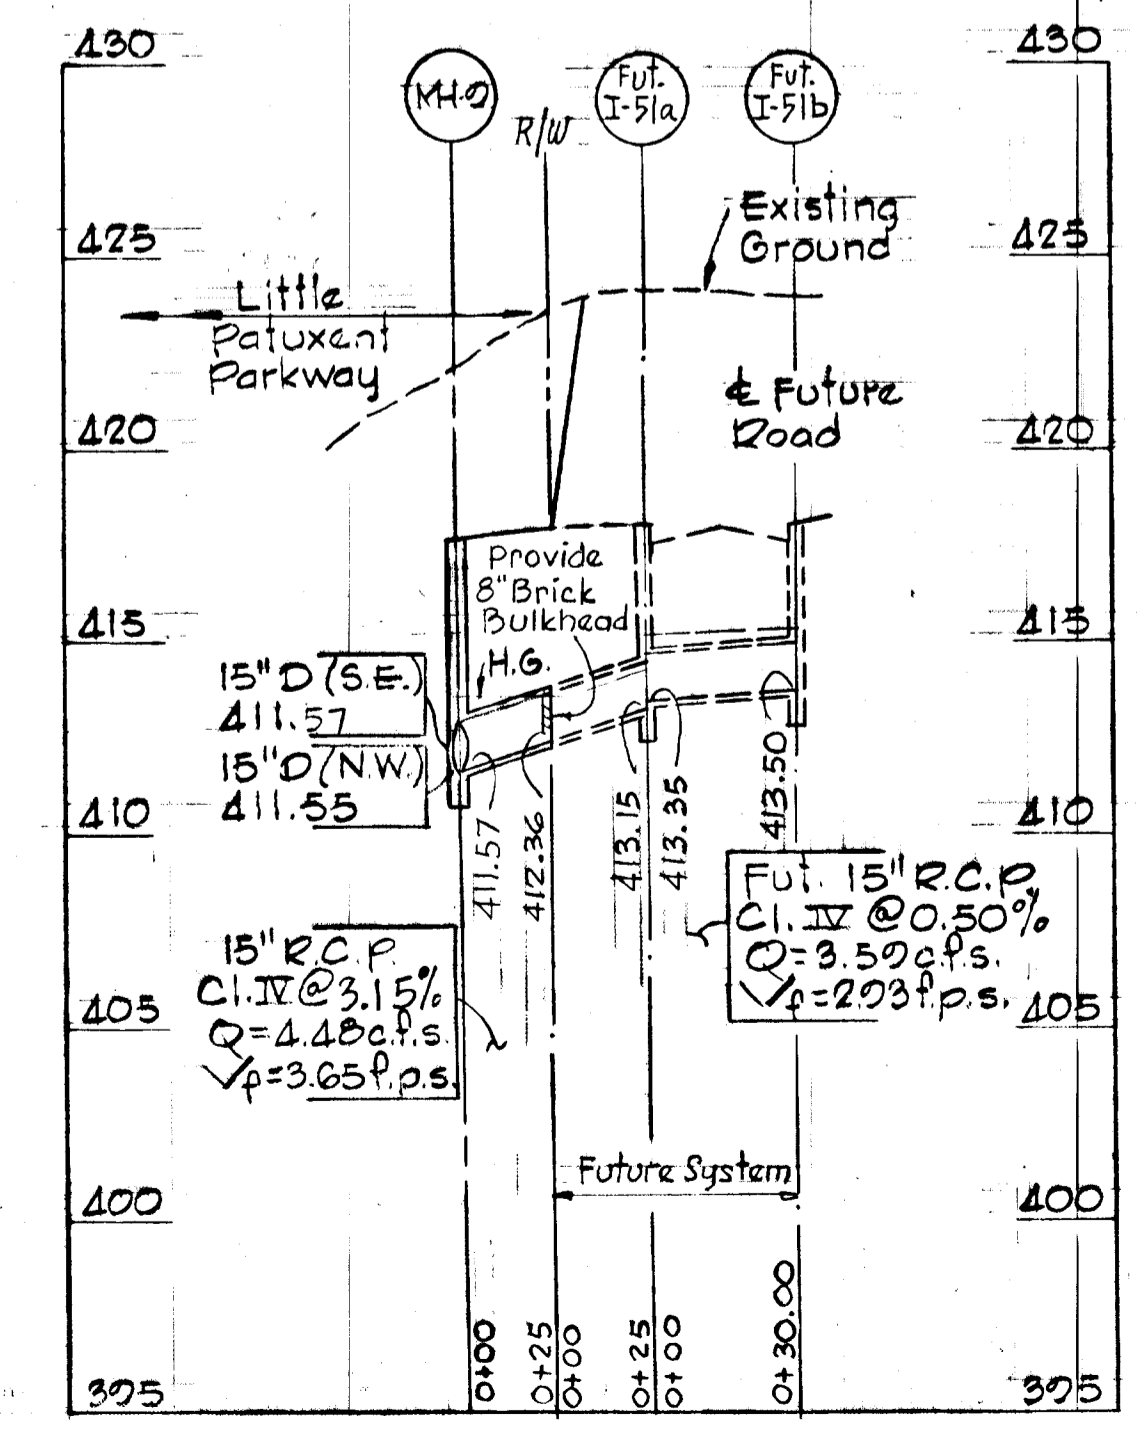 430
430
MH-9
R/W
Fut.
I-51a
Fut.
I-51b
Existing
Ground
425
425
Little
Patuxent
Parkway
℄ Future
Road
420
420
Provide
8" Brick
Bulkhead
H.G.
415
415
15" D (S.E.)
411.57
15" D (N.W.)
411.55
410
410
411.57
412.36
413.15
413.35
413.50
Fut. 15" R.C.P.
Cl. IV @ 0.50%
Q=3.59 c.f.s.
Vf=2.93 f.p.s.
15" R.C.P.
Cl. IV @ 3.15%
Q=4.48 c.f.s.
Vf=3.65 f.p.s.
405
405
Future System
400
400
0+00
0+25
0+00
0+25
0+00
0+30.00
395
395